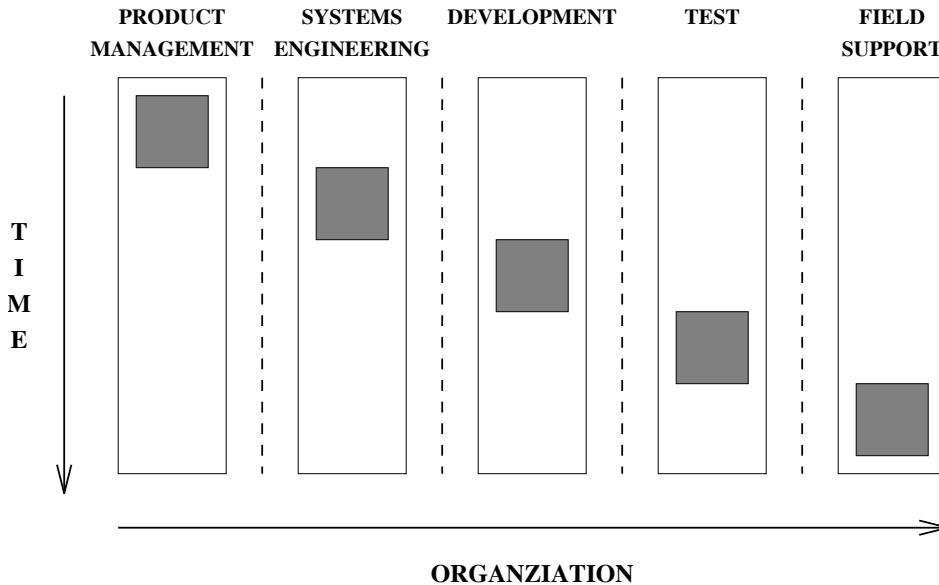 PRODUCT
MANAGEMENT
SYSTEMS
ENGINEERING
DEVELOPMENT
TEST
FIELD
SUPPORT
T
I
M
E
ORGANZIATION